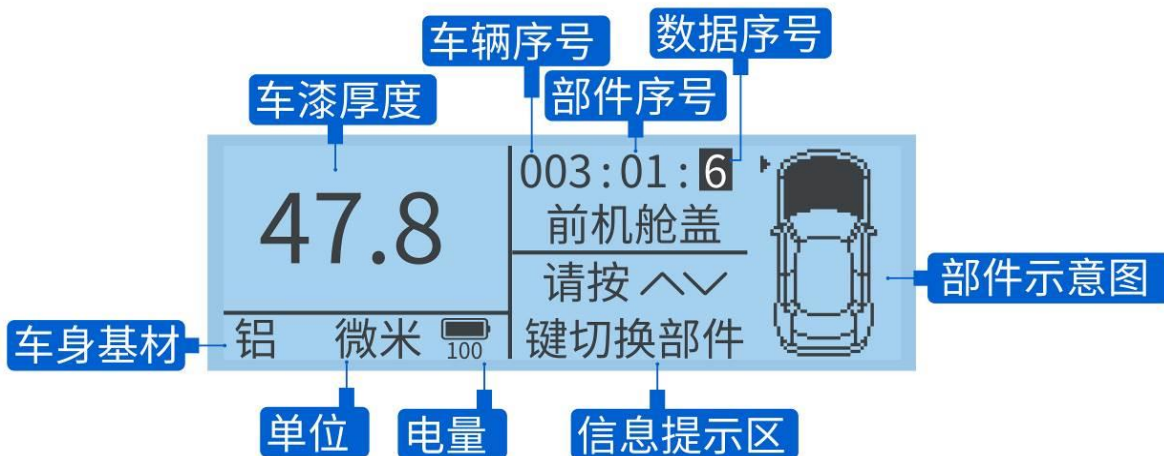 车辆序号
数据序号
车漆厚度
部件序号
003:01:6
47.8
前机舱盖
请按
部件示意图
车身基材
铝
微米
100
键切换部件
单位
电量
信息提示区